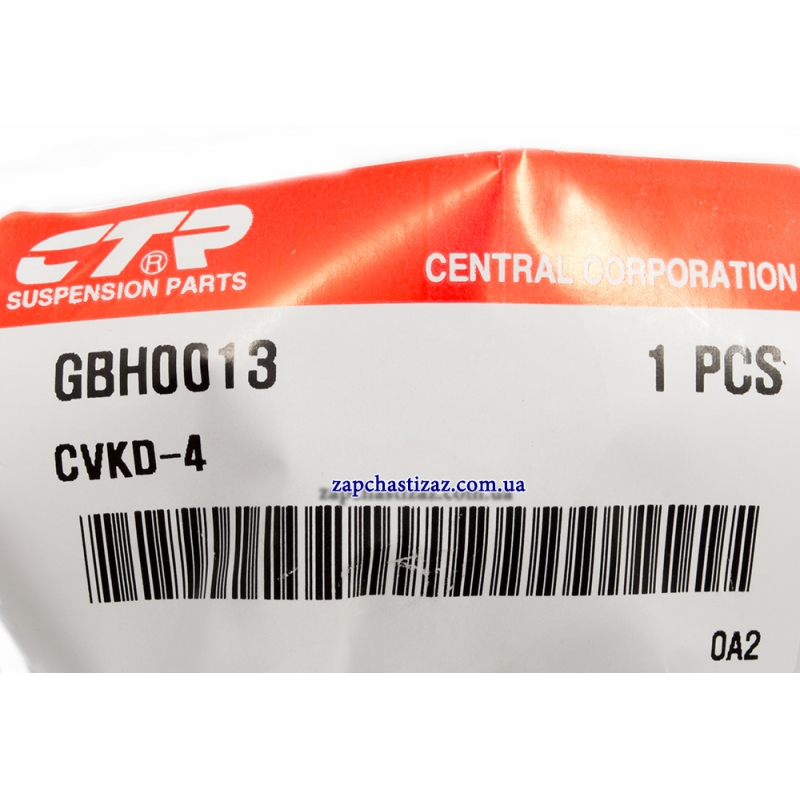 CTR®
SUSPENSION PARTS
CENTRAL CORPORATION
GBH0013
1 PCS
CVKD-4
zapchastizaz.com.ua
0A2